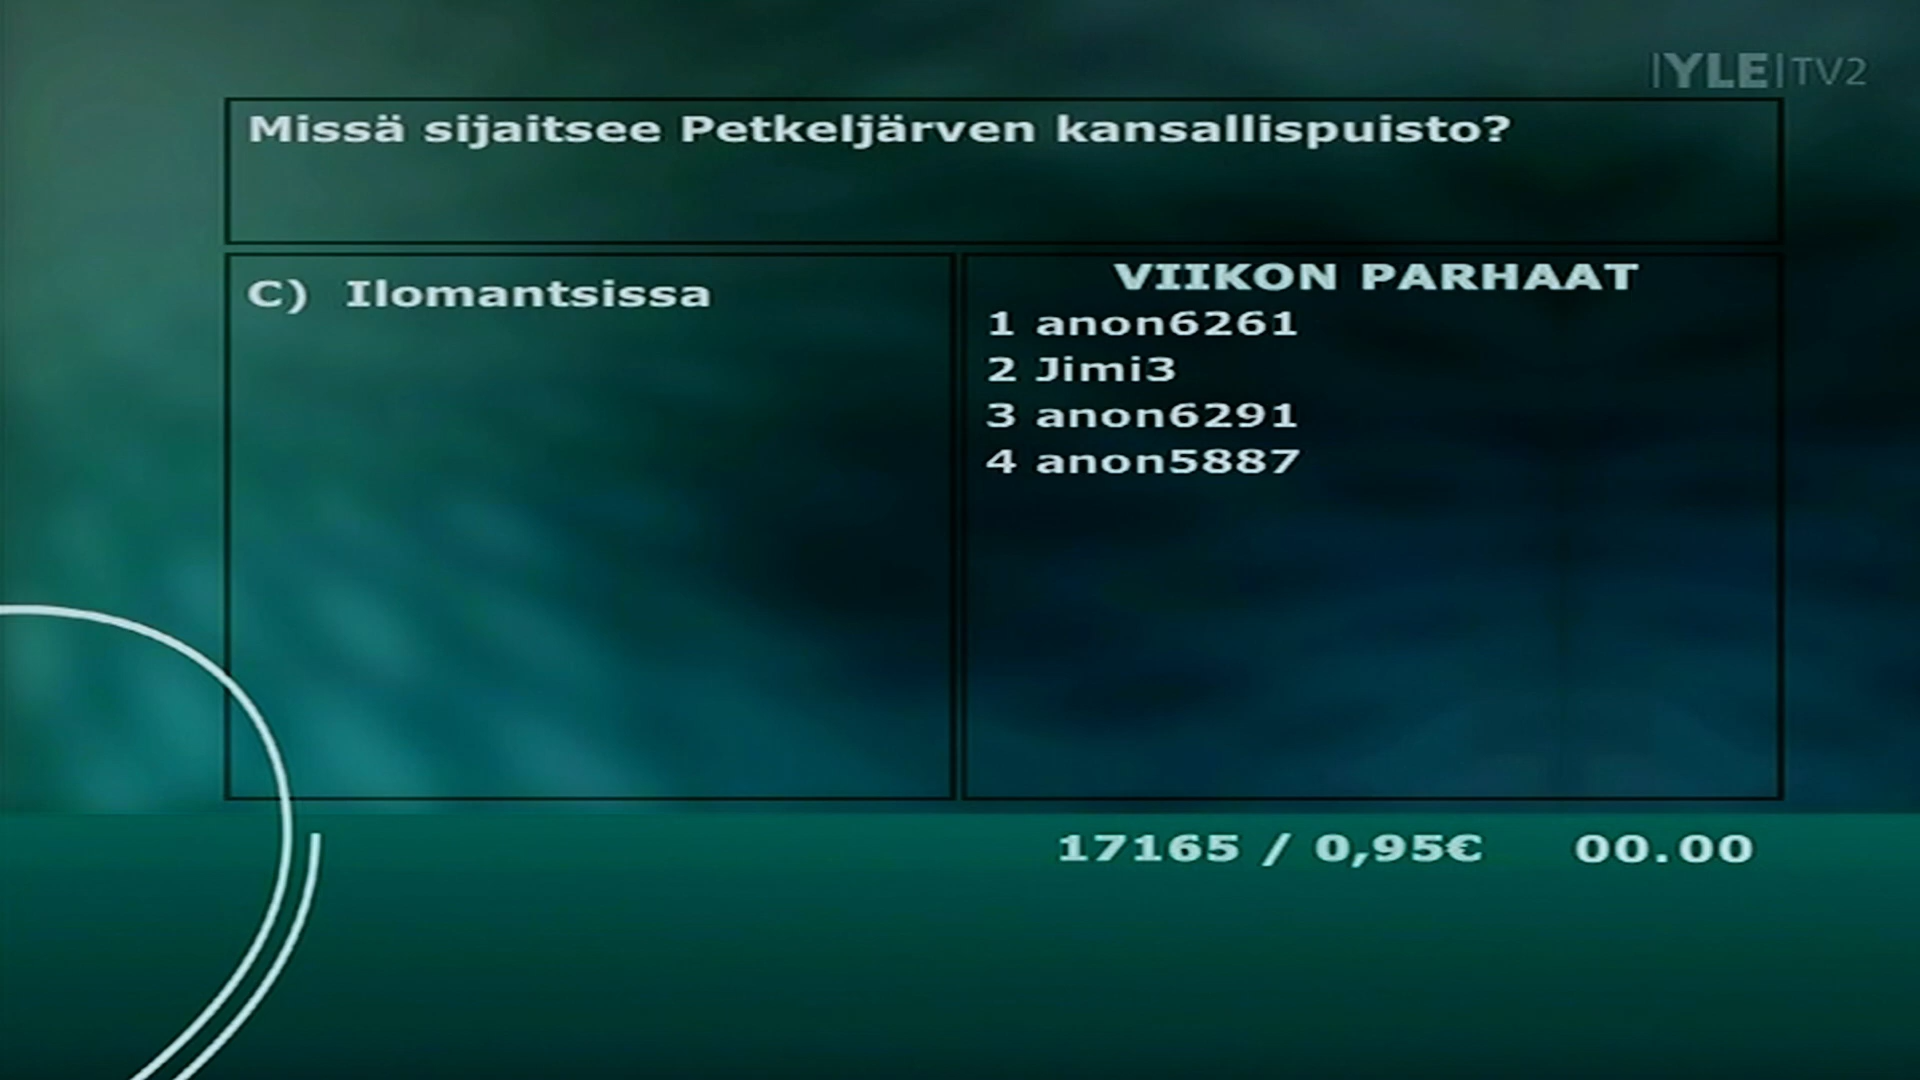 YLE TV2
Missä sijaitsee Petkeljärven kansallispuisto?
C) Ilomantsissa
VIIKON PARHAAT
1 anon6261
2 Jimi3
3 anon6291
4 anon5887
17165 / 0,95€ 00.00